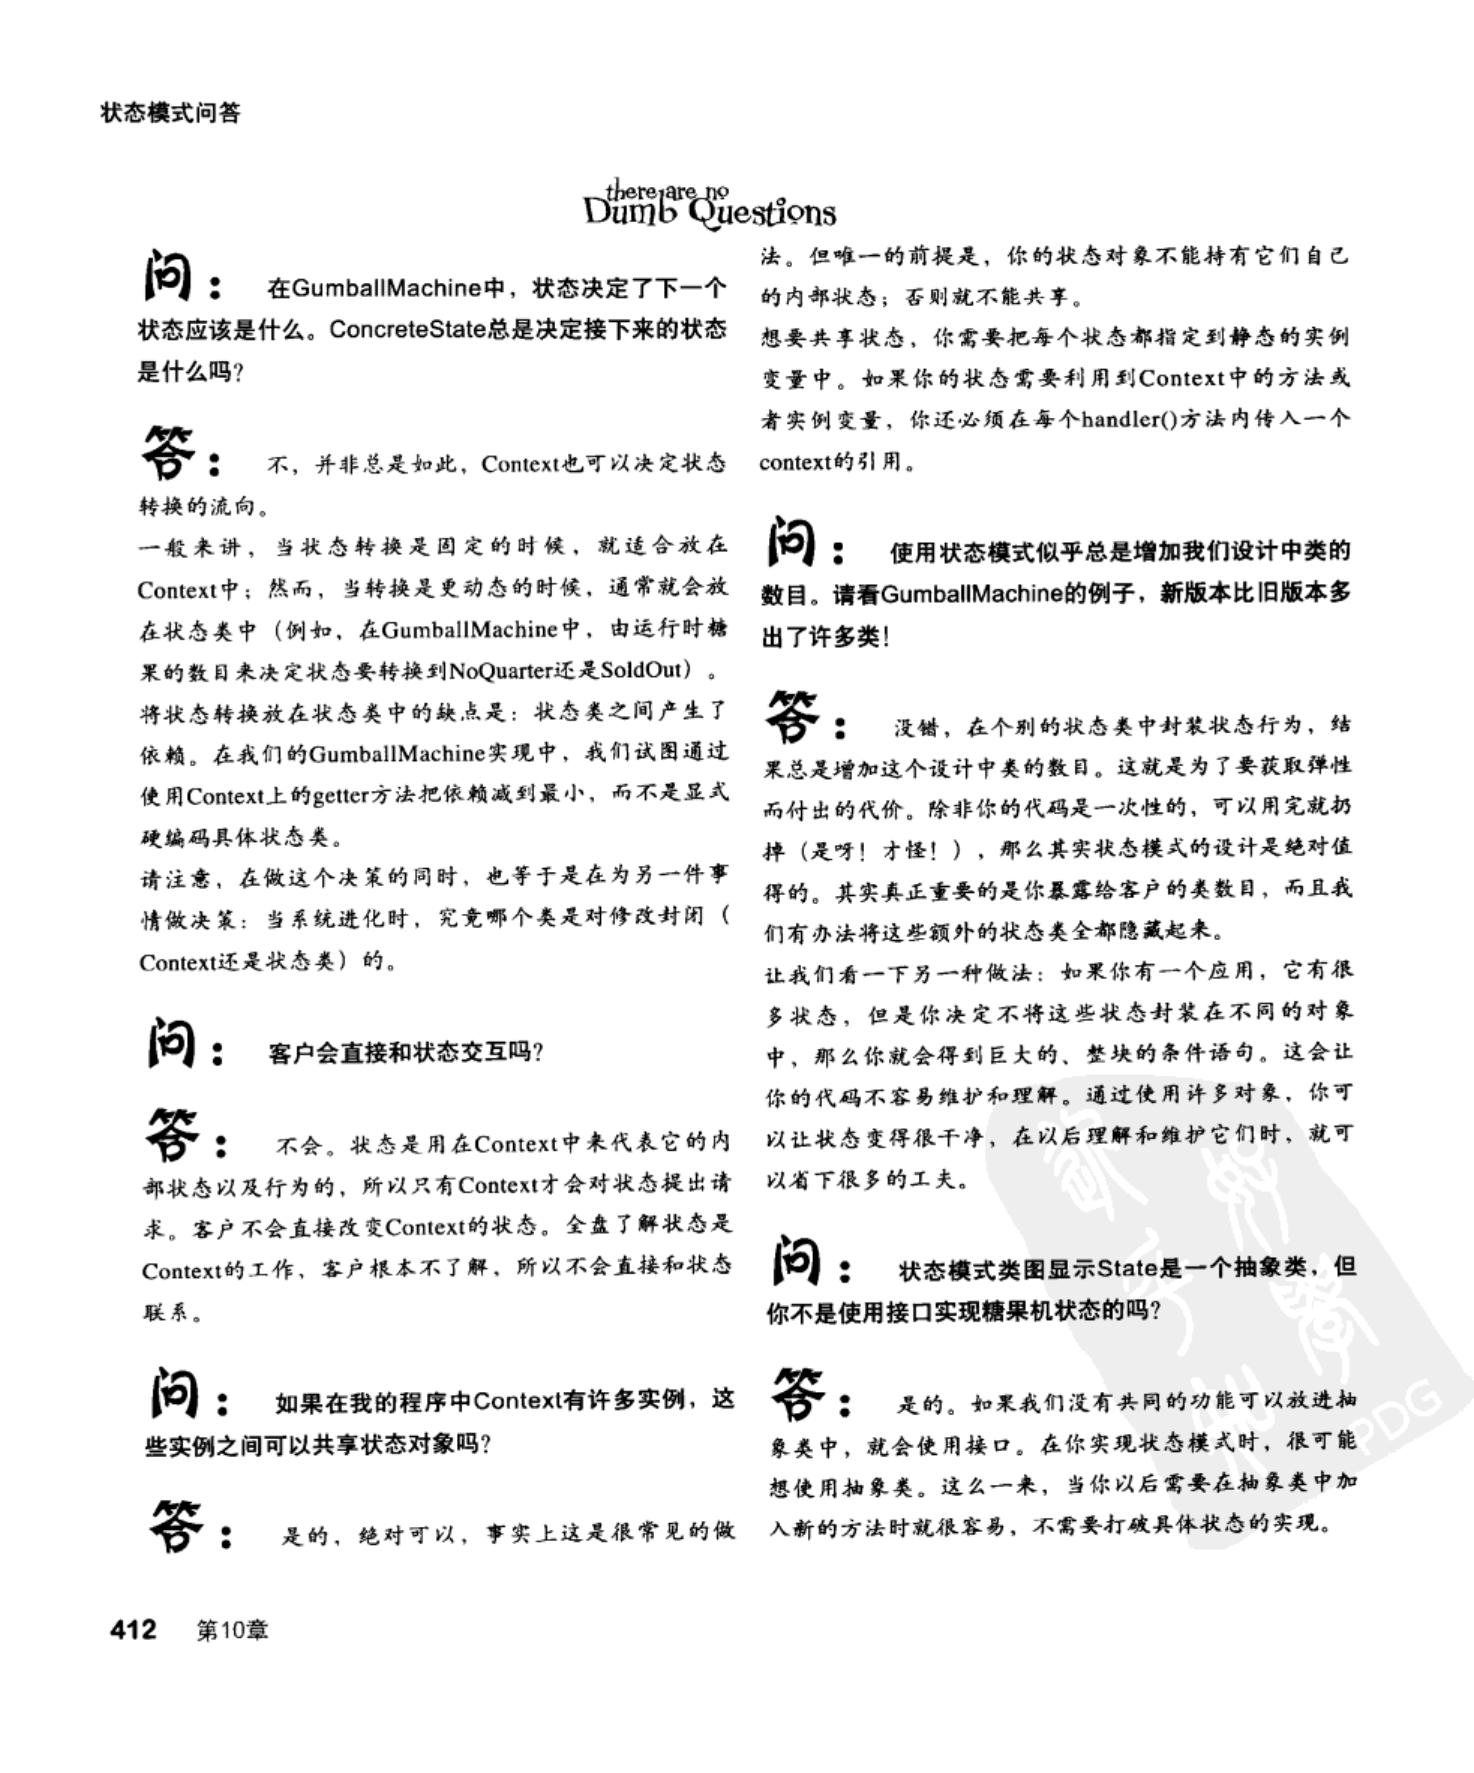 状态模式问答
there are no
Dumb Questions
问： 在GumballMachine中，状态决定了下一个
状态应该是什么。ConcreteState总是决定接下来的状态
是什么吗？
答： 不，并非总是如此，Context也可以决定状态
转换的流向。
一般来讲，当状态转换是固定的时候，就适合放在
Context中；然而，当转换是更动态的时候，通常就会放
在状态类中（例如，在GumballMachine中，由运行时糖
果的数目来决定状态要转换到NoQuarter还是SoldOut）。
将状态转换放在状态类中的缺点是：状态类之间产生了
依赖。在我们的GumballMachine实现中，我们试图通过
使用Context上的getter方法把依赖减到最小，而不是显式
硬编码具体状态类。
请注意，在做这个决策的同时，也等于是在为另一件事
情做决策：当系统进化时，究竟哪个类是对修改封闭（
Context还是状态类）的。
问： 客户会直接和状态交互吗？
答： 不会。状态是用在Context中来代表它的内
部状态以及行为的，所以只有Context才会对状态提出请
求。客户不会直接改变Context的状态。全盘了解状态是
Context的工作，客户根本不了解，所以不会直接和状态
联系。
问： 如果在我的程序中Context有许多实例，这
些实例之间可以共享状态对象吗？
答： 是的，绝对可以，事实上这是很常见的做
法。但唯一的前提是，你的状态对象不能持有它们自己
的内部状态；否则就不能共享。
想要共享状态，你需要把每个状态都指定到静态的实例
变量中。如果你的状态需要利用到Context中的方法或
者实例变量，你还必须在每个handler()方法内传入一个
context的引用。
问： 使用状态模式似乎总是增加我们设计中类的
数目。请看GumballMachine的例子，新版本比旧版本多
出了许多类！
答： 没错，在个别的状态类中封装状态行为，结
果总是增加这个设计中类的数目。这就是为了要获取弹性
而付出的代价。除非你的代码是一次性的，可以用完就扔
掉（是呀！才怪！），那么其实状态模式的设计是绝对值
得的。其实真正重要的是你暴露给客户的类数目，而且我
们有办法将这些额外的状态类全都隐藏起来。
让我们看一下另一种做法：如果你有一个应用，它有很
多状态，但是你决定不将这些状态封装在不同的对象
中，那么你就会得到巨大的、整块的条件语句。这会让
你的代码不容易维护和理解。通过使用许多对象，你可
以让状态变得很干净，在以后理解和维护它们时，就可
以省下很多的工夫。
问： 状态模式类图显示State是一个抽象类，但
你不是使用接口实现糖果机状态的吗？
答： 是的。如果我们没有共同的功能可以放进抽
象类中，就会使用接口。在你实现状态模式时，很可能
想使用抽象类。这么一来，当你以后需要在抽象类中加
入新的方法时就很容易，不需要打破具体状态的实现。
PDG
412 第10章